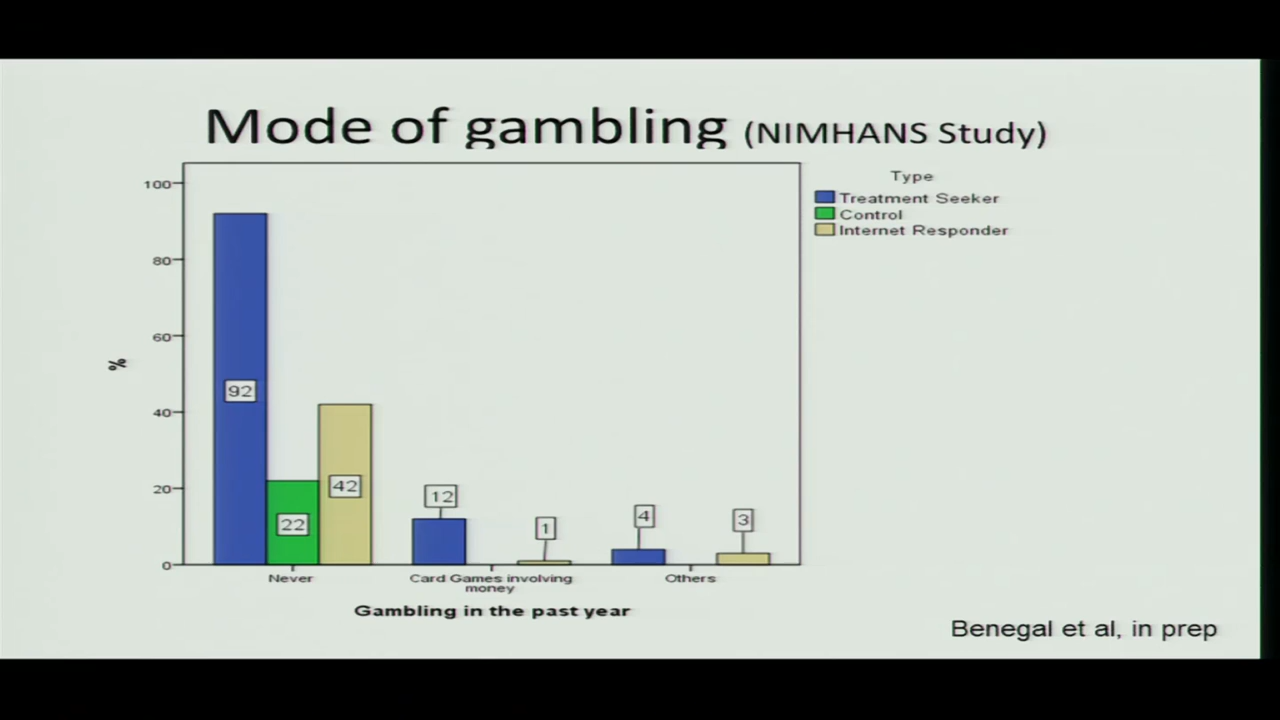 Mode of gambling (NIMHANS Study)
Type
Treatment Seeker
Control
Internet Responder
100
80
60
40
20
0
%
92
22
42
12
1
4
3
Never
Card Games involving
money
Others
Gambling in the past year
Benegal et al, in prep